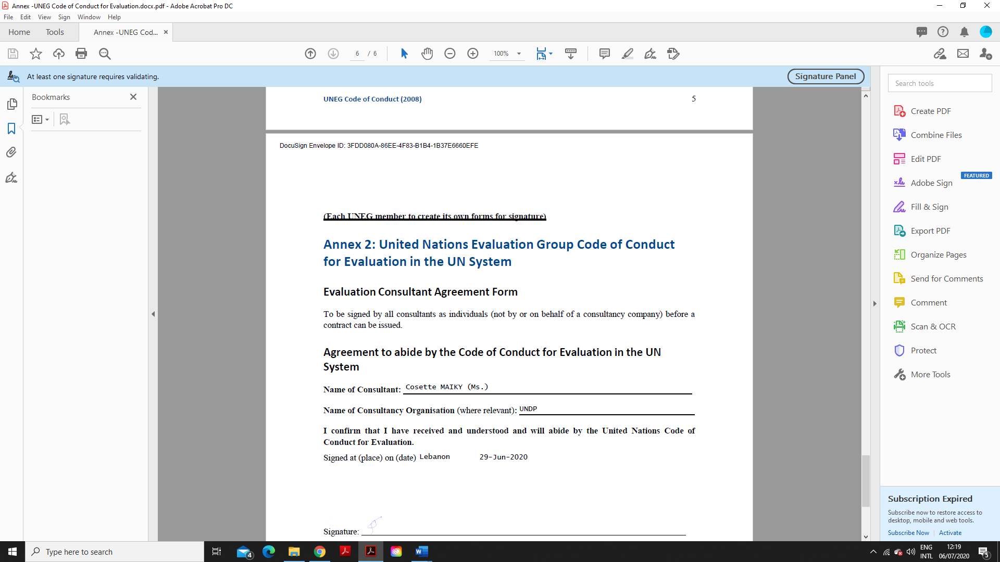 Annex -UNEG Code of Conduct for Evaluation.docx.pdf - Adobe Acrobat Pro DC
File Edit View Sign Window Help
Home Tools Annex -UNEG Cod... ×
6 / 6 100%
At least one signature requires validating. Signature Panel
Bookmarks
UNEG Code of Conduct (2008) 5
DocuSign Envelope ID: 3FDD080A-86EE-4F83-B1B4-1B37E6660EFE
(Each UNEG member to create its own forms for signature)
Annex 2: United Nations Evaluation Group Code of Conduct
for Evaluation in the UN System
Evaluation Consultant Agreement Form
To be signed by all consultants as individuals (not by or on behalf of a consultancy company) before a
contract can be issued.
Agreement to abide by the Code of Conduct for Evaluation in the UN
System
Name of Consultant: Cosette MAIKY (Ms.)
Name of Consultancy Organisation (where relevant): UNDP
I confirm that I have received and understood and will abide by the United Nations Code of
Conduct for Evaluation.
Signed at (place) on (date) Lebanon 29-Jun-2020
Signature:
Search tools
Create PDF
Combine Files
Edit PDF
FEATURED
Adobe Sign
Fill & Sign
Export PDF
Organize Pages
Send for Comments
Comment
Scan & OCR
Protect
More Tools
Subscription Expired
Subscribe now to restore access to
desktop, mobile and web tools.
Subscribe Now Activate
Type here to search
4
ENG
INTL
12:19
06/07/2020
5